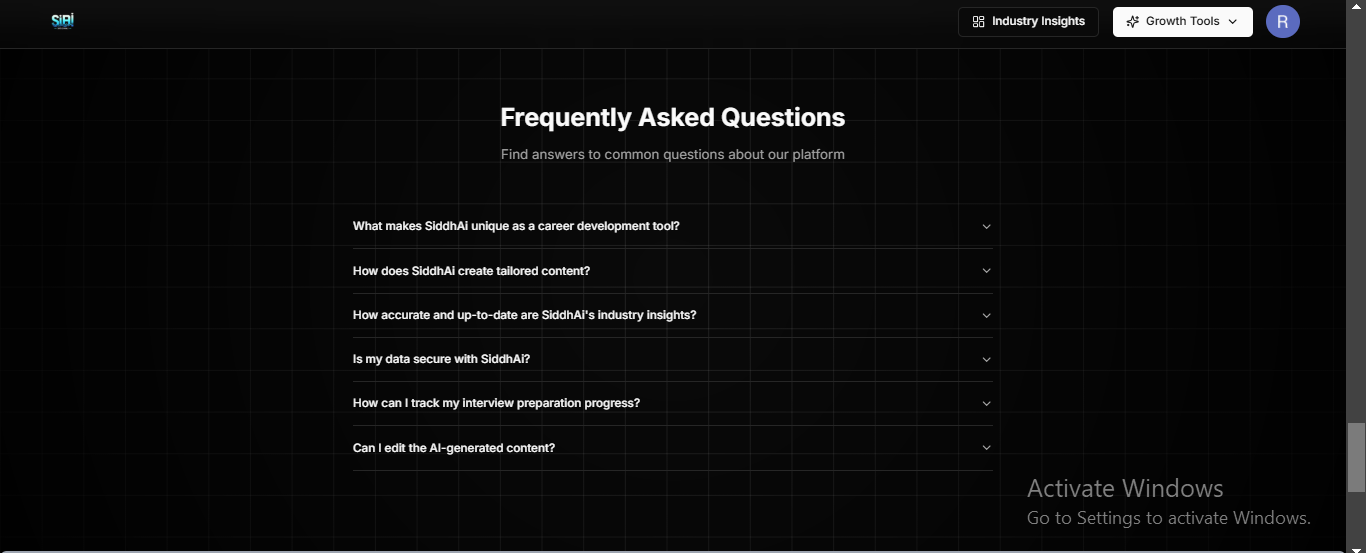 SiBi
Industry Insights
Growth Tools
R
Frequently Asked Questions
Find answers to common questions about our platform
What makes SiddhAi unique as a career development tool?
How does SiddhAi create tailored content?
How accurate and up-to-date are SiddhAi's industry insights?
Is my data secure with SiddhAi?
How can I track my interview preparation progress?
Can I edit the AI-generated content?
Activate Windows
Go to Settings to activate Windows.